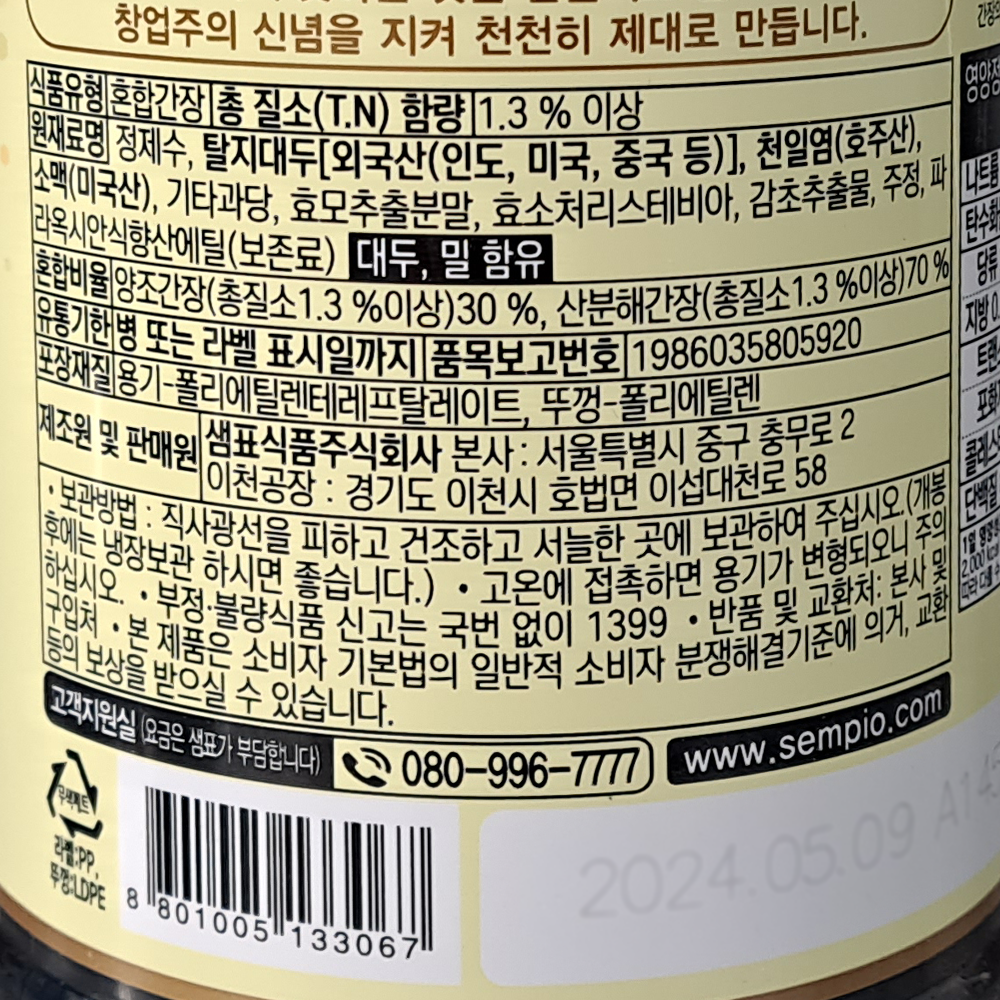 창업주의 신념을 지켜 천천히 제대로 만듭니다.
식품유형 혼합간장 총 질소(T.N) 함량 1.3 % 이상
원재료명 정제수, 탈지대두[외국산(인도, 미국, 중국 등)], 천일염(호주산),
소맥(미국산), 기타과당, 효모추출분말, 효소처리스테비아, 감초추출물, 주정, 파
라옥시안식향산에틸(보존료) 대두, 밀 함유
혼합비율 양조간장(총질소1.3 %이상)30 %, 산분해간장(총질소1.3 %이상)70 %
유통기한 병 또는 라벨 표시일까지 품목보고번호 1986035805920
포장재질 용기-폴리에틸렌테레프탈레이트, 뚜껑-폴리에틸렌
제조원 및 판매원 샘표식품주식회사 본사 : 서울특별시 중구 충무로 2
이천공장 : 경기도 이천시 호법면 이섭대천로 58
• 보관방법 : 직사광선을 피하고 건조하고 서늘한 곳에 보관하여 주십시오.(개봉
후에는 냉장보관 하시면 좋습니다.) • 고온에 접촉하면 용기가 변형되오니 주의
하십시오. • 부정·불량식품 신고는 국번 없이 1399 • 반품 및 교환처: 본사 및
구입처 • 본 제품은 소비자 기본법의 일반적 소비자 분쟁해결기준에 의거, 교환
등의 보상을 받으실 수 있습니다.
고객지원실 (요금은 샘표가 부담합니다) 080-996-7777 www.sempio.com
무색페트
라벨:PP,
뚜껑:LDPE
8 801005 133067
2024.05.09
당류
지방